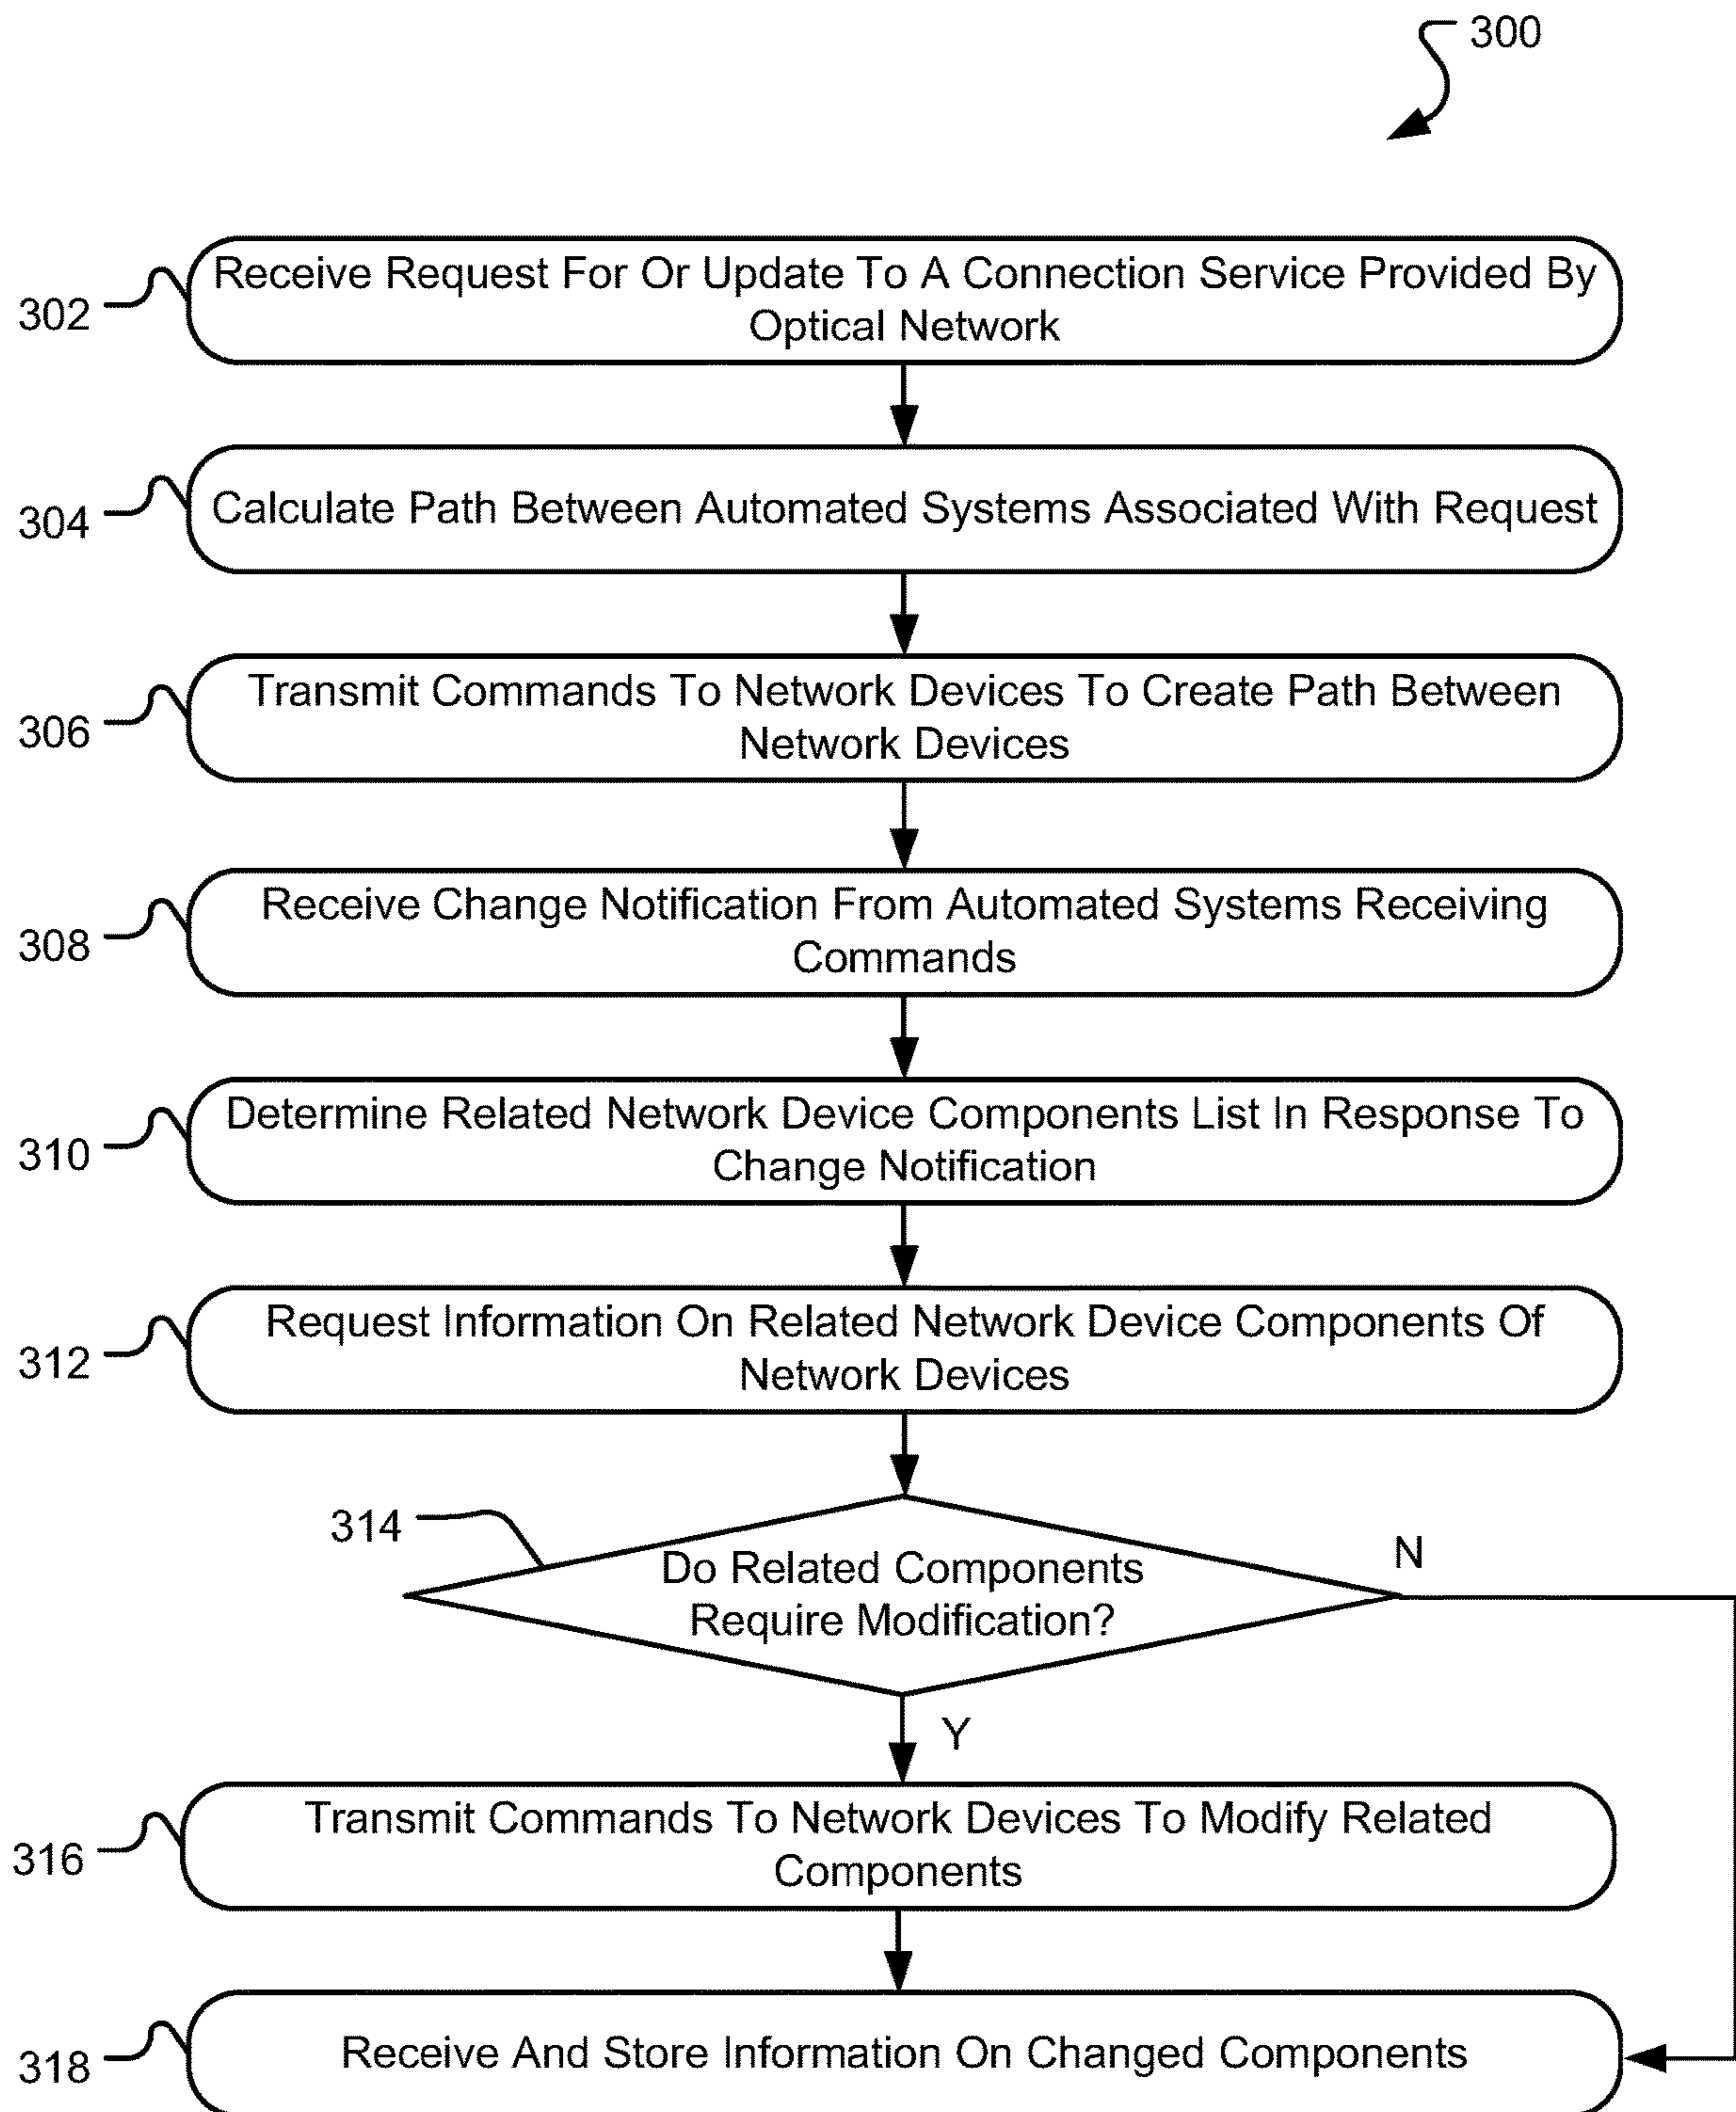 300
Receive Request For Or Update To A Connection Service Provided By
Optical Network
302
Calculate Path Between Automated Systems Associated With Request
304
Transmit Commands To Network Devices To Create Path Between
Network Devices
306
Receive Change Notification From Automated Systems Receiving
Commands
308
Determine Related Network Device Components List In Response To
Change Notification
310
Request Information On Related Network Device Components Of
Network Devices
312
314
Do Related Components
Require Modification?
N
Y
Transmit Commands To Network Devices To Modify Related
Components
316
Receive And Store Information On Changed Components
318